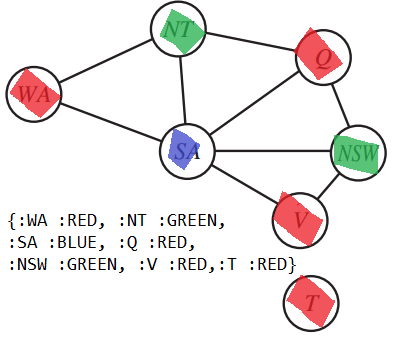 NT
Q
WA
SA
NSW
{:WA :RED, :NT :GREEN,
:SA :BLUE, :Q :RED,
:NSW :GREEN, :V :RED,:T :RED}
V
T